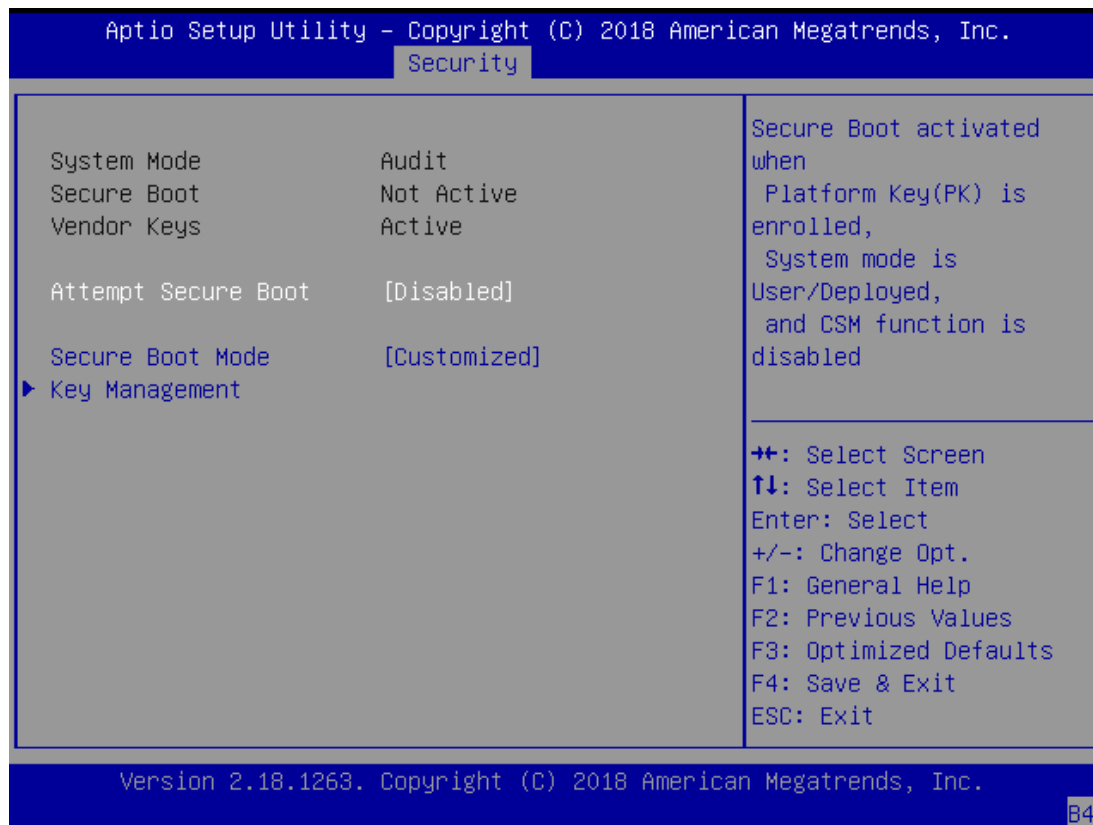 Aptio Setup Utility – Copyright (C) 2018 American Megatrends, Inc.
Security
System Mode Audit
Secure Boot Not Active
Vendor Keys Active
Attempt Secure Boot [Disabled]
Secure Boot Mode [Customized]
Key Management
Secure Boot activated
when
Platform Key(PK) is
enrolled,
System mode is
User/Deployed,
and CSM function is
disabled
→←: Select Screen
↑↓: Select Item
Enter: Select
+/-: Change Opt.
F1: General Help
F2: Previous Values
F3: Optimized Defaults
F4: Save & Exit
ESC: Exit
Version 2.18.1263. Copyright (C) 2018 American Megatrends, Inc.
B4